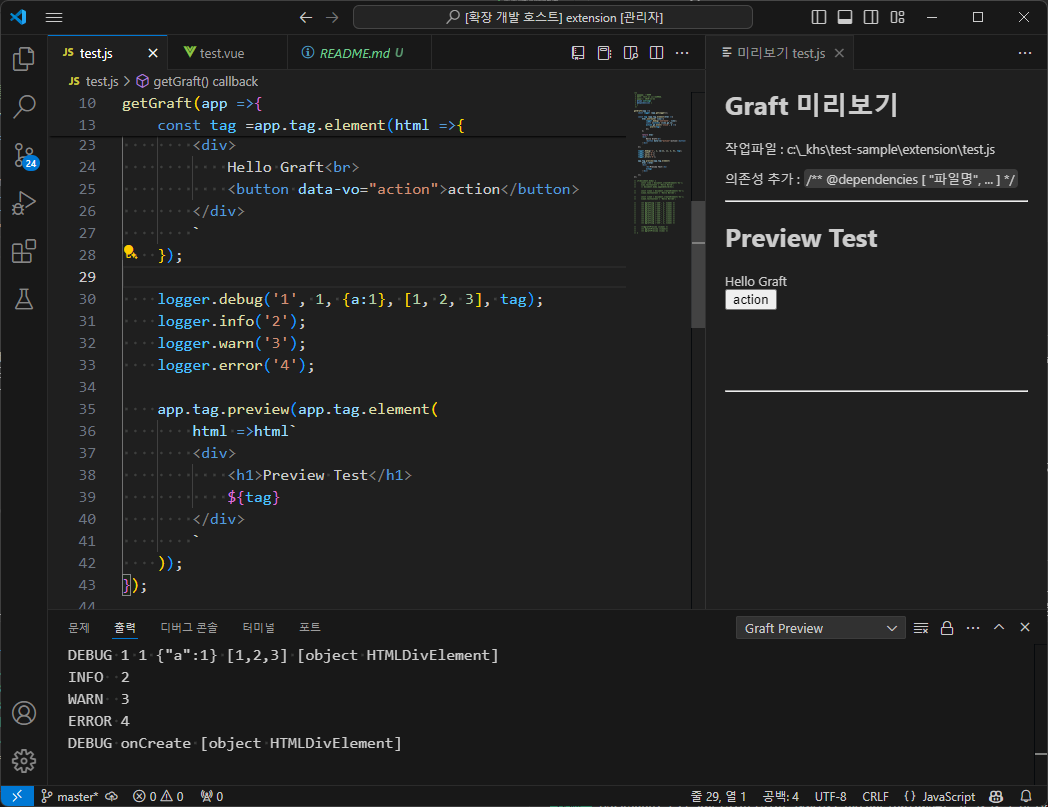 [확장 개발 호스트] extension [관리자]
JS test.js
test.vue
README.md U
미리보기 test.js
JS test.js > getGraft() callback
10 getGraft(app =>{
13 const tag =app.tag.element(html =>{
23 <div>
24 Hello Graft<br>
25 <button data-vo="action">action</button>
26 </div>
27 `
28 });
29
30 logger.debug('1', 1, {a:1}, [1, 2, 3], tag);
31 logger.info('2');
32 logger.warn('3');
33 logger.error('4');
34
35 app.tag.preview(app.tag.element(
36 html =>html`
37 <div>
38 <h1>Preview Test</h1>
39 ${tag}
40 </div>
41 `
42 ));
43 });
44
Graft 미리보기
작업파일 : c:\_khs\test-sample\extension\test.js
의존성 추가 : /** @dependencies [ "파일명", ... ] */
Preview Test
Hello Graft
action
24
문제 출력 디버그 콘솔 터미널 포트
Graft Preview
DEBUG 1 1 {"a":1} [1,2,3] [object HTMLDivElement]
INFO 2
WARN 3
ERROR 4
DEBUG onCreate [object HTMLDivElement]
master* 0 0 0 줄 29, 열 1 공백: 4 UTF-8 CRLF {} JavaScript